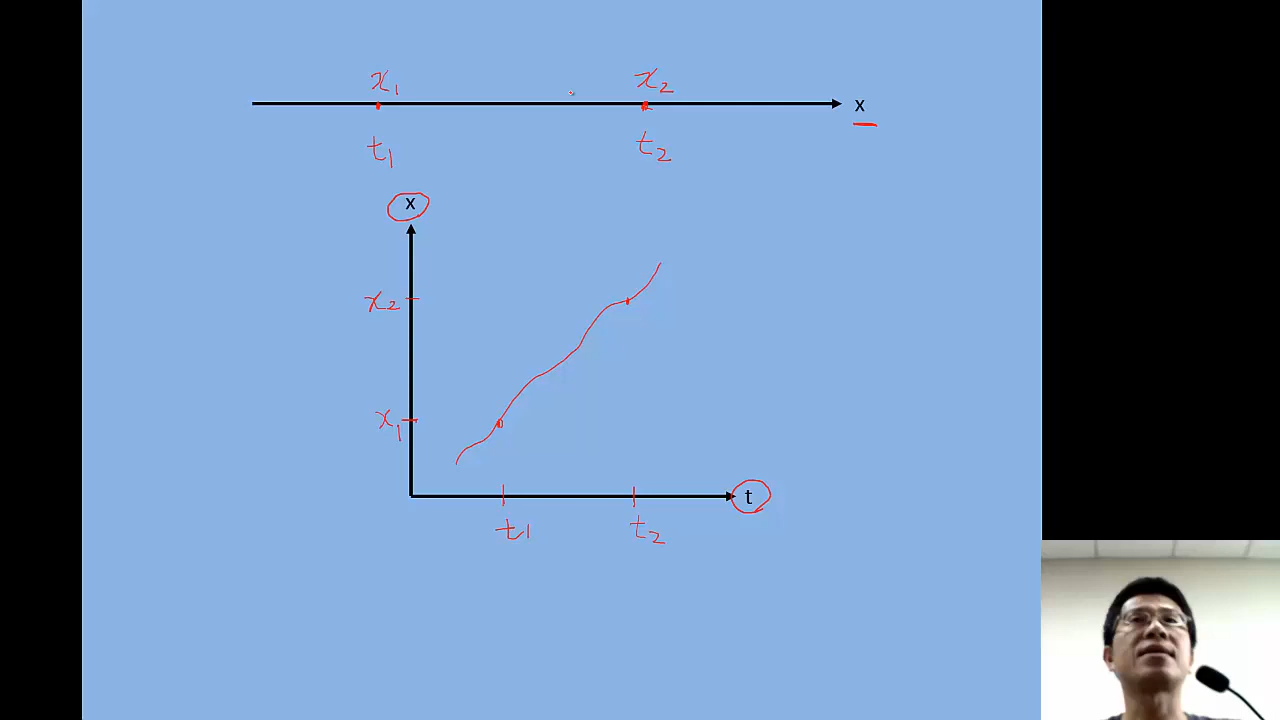 x₁ x₂
x
t₁ t₂
x
x₂
x₁
t
t₁ t₂